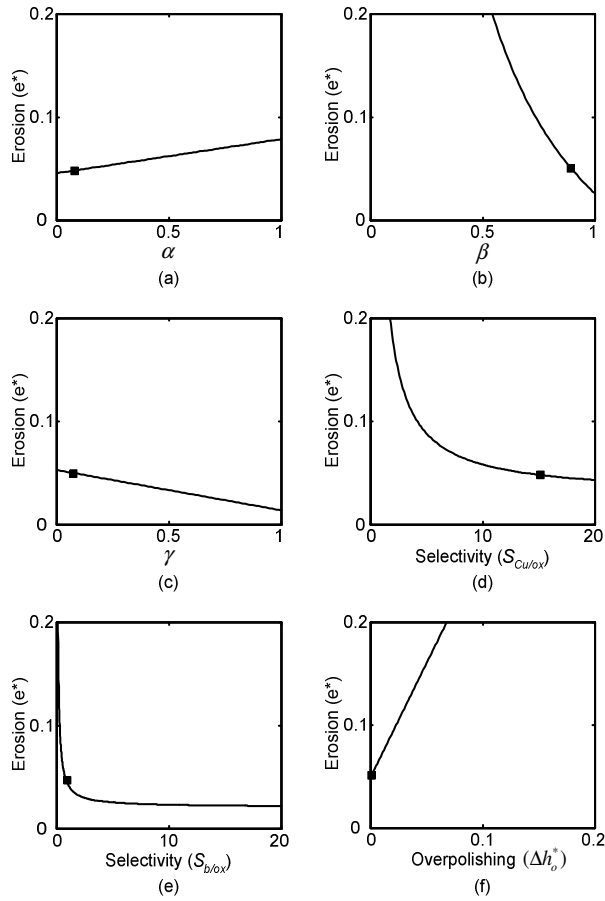 0.2
0.1
0
Erosion (e*)
0 0.5 1
α
(a)
0.2
0.1
0
Erosion (e*)
0 0.5 1
β
(b)
0.2
0.1
0
Erosion (e*)
0 0.5 1
γ
(c)
0.2
0.1
0
Erosion (e*)
0 10 20
Selectivity (S_Cu/ox)
(d)
0.2
0.1
0
Erosion (e*)
0 10 20
Selectivity (S_b/ox)
(e)
0.2
0.1
0
Erosion (e*)
0 0.1 0.2
Overpolishing (Δh_o^*)
(f)